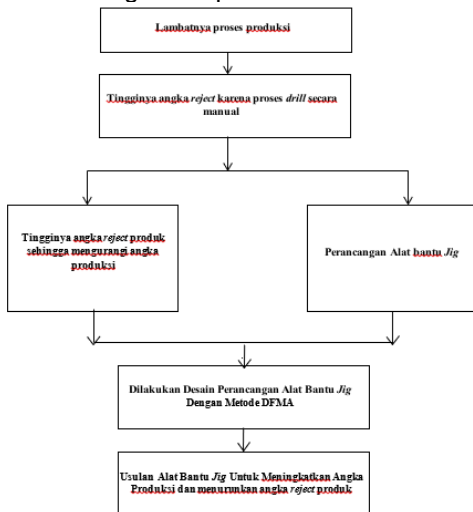 Lambatnya proses produksi
Tingginya angka reject karena proses drill secara
manual
Tingginya angka reject produk
sehingga mengurangi angka
produksi
Perancangan Alat bantu Jig
Dilakukan Desain Perancangan Alat Bantu Jig
Dengan Metode DFMA
Usulan Alat Bantu Jig Untuk Meningkatkan Angka
Produksi dan menurunkan angka reject produk